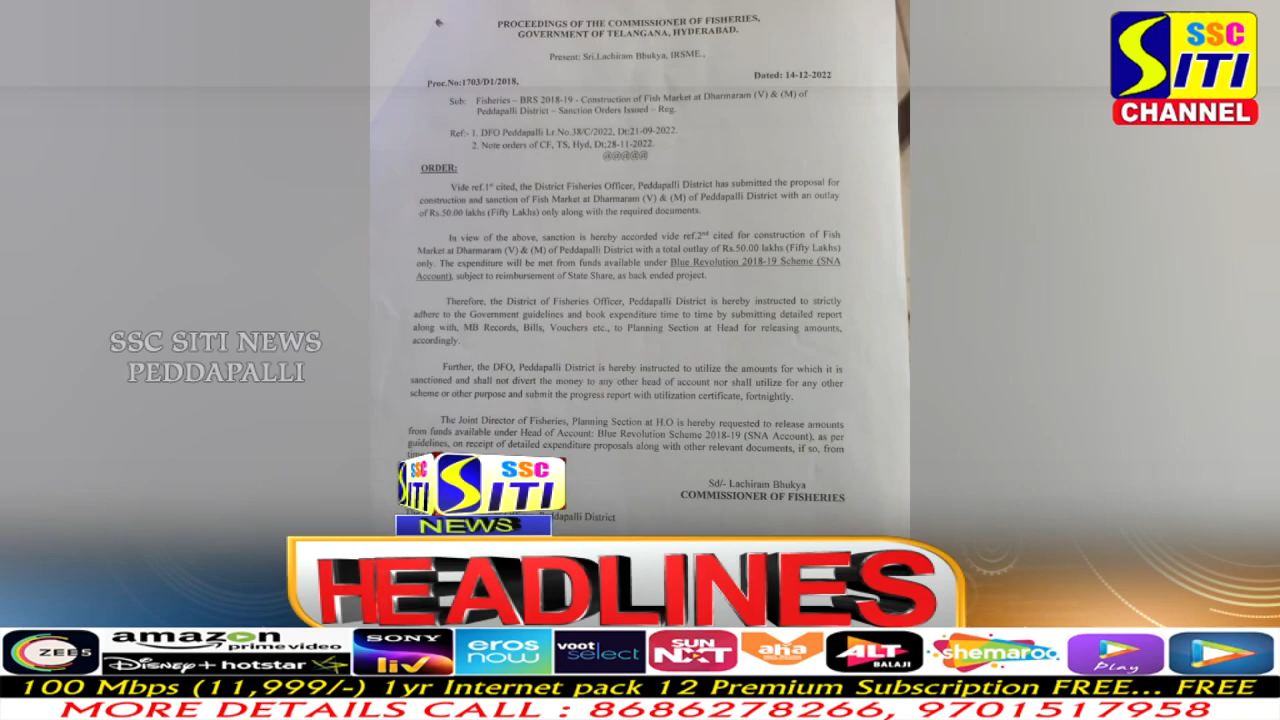 PROCEEDINGS OF THE COMMISSIONER OF FISHERIES,
GOVERNMENT OF TELANGANA, HYDERABAD.
Present: Sri.Lachiram Bhukya, IRSME.,
Proc.No:1703/D1/2018,
Dated: 14-12-2022
Sub: Fisheries – BRS 2018-19 - Construction of Fish Market at Dharmaram (V) & (M) of
Peddapalli District – Sanction Orders Issued – Reg.
Ref:- 1. DFO Peddapalli Lr.No.38/C/2022, Dt:21-09-2022.
2. Note orders of CF, TS, Hyd, Dt;28-11-2022.
@@@@@
ORDER:
Vide ref.1st cited, the District Fisheries Officer, Peddapalli District has submitted the proposal for
construction and sanction of Fish Market at Dharmaram (V) & (M) of Peddapalli District with an outlay
of Rs.50.00 lakhs (Fifty Lakhs) only along with the required documents.
In view of the above, sanction is hereby accorded vide ref.2nd cited for construction of Fish
Market at Dharmaram (V) & (M) of Peddapalli District with a total outlay of Rs.50.00 lakhs (Fifty Lakhs)
only. The expenditure will be met from funds available under Blue Revolution 2018-19 Scheme (SNA
Account), subject to reimbursement of State Share, as back ended project.
Therefore, the District of Fisheries Officer, Peddapalli District is hereby instructed to strictly
adhere to the Government guidelines and book expenditure time to time by submitting detailed report
along with, MB Records, Bills, Vouchers etc., to Planning Section at Head for releasing amounts,
accordingly.
Further, the DFO, Peddapalli District is hereby instructed to utilize the amounts for which it is
sanctioned and shall not divert the money to any other head of account nor shall utilize for any other
scheme or other purpose and submit the progress report with utilization certificate, fortnightly.
The Joint Director of Fisheries, Planning Section at H.O is hereby requested to release amounts
from funds available under Head of Account: Blue Revolution Scheme 2018-19 (SNA Account), as per
guidelines, on receipt of detailed expenditure proposals along with other relevant documents, if so, from
Sd/- Lachiram Bhukya
COMMISSIONER OF FISHERIES
Peddapalli District
SSC
SITI
CHANNEL
SSC SITI NEWS
PEDDAPALLI
SSC
SITI
SSC
SITI
NEWS
HEADLINES
ZEE5
amazon
prime video
Disney+ hotstar
SONY
liv
eros
now
voot
select
SUN
NXT
aha
ALT
BALAJI
shemaroo
Play
100 Mbps (11,999/-) 1yr Internet pack 12 Premium Subscription FREE... FREE
MORE DETAILS CALL : 8686278266, 9701517958